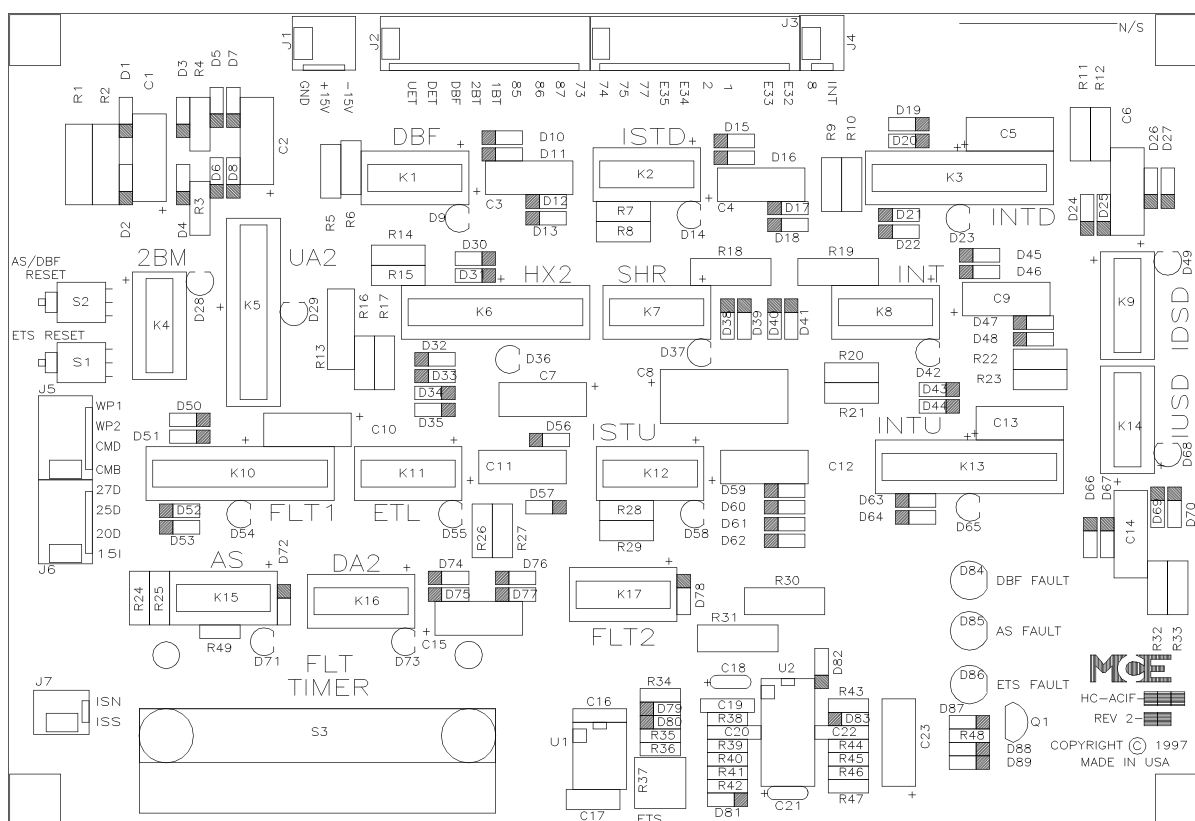 J1
J2
J3
J4
N/S
GND
+15V
-15V
UET
DET
DBF
2BT
1BT
85
86
87
73
74
75
77
E35
E34
2
1
E33
E32
8
INT
R1
R2
D1
C1
D3
R4
D5
D7
C2
D2
D4
R3
D6
D8
DBF
K1
R5
R6
D9
D10
D11
C3
D12
D13
ISTD
K2
R7
R8
D14
D15
D16
C4
D17
D18
R9
R10
D19
D20
C5
K3
D21
D22
D23
INTD
R11
R12
C6
D26
D27
D24
D25
AS/DBF
RESET
S2
ETS RESET
S1
2BM
K4
D28
UA2
K5
D29
R14
R15
D30
D31
R16
R17
R13
HX2
K6
D32
D33
D34
D35
D36
C7
SHR
K7
D37
R18
D38
D39
D40
D41
C8
R19
INT
K8
R20
R21
D42
D43
D44
D45
D46
C9
D47
D48
R22
R23
K9
D49
IDSD
J5
WP1
WP2
CMD
CMB
27D
25D
20D
15I
J6
D50
D51
C10
K10
D52
D53
D54
FLT1
K11
ETL
D55
C11
D56
D57
R26
R27
ISTU
K12
R28
R29
D58
C12
D59
D60
D61
D62
INTU
C13
K13
D63
D64
D65
K14
IUSD
D68
D66
D67
C14
D69
D70
AS
D72
R24
R25
K15
R49
D71
DA2
K16
D73
D74
D75
D76
D77
C15
K17
D78
FLT2
R30
R31
FLT
TIMER
D84
DBF FAULT
D85
AS FAULT
D86
ETS FAULT
R32
R33
MCE
HC-ACIF-
REV 2-
COPYRIGHT © 1997
MADE IN USA
J7
ISN
ISS
S3
C16
U1
C17
R34
D79
D80
R35
R36
R37
ETS
C18
C19
R38
C20
R39
R40
R41
R42
D81
U2
D82
C21
R43
D83
C22
R44
R45
R46
R47
C23
D87
R48
Q1
D88
D89